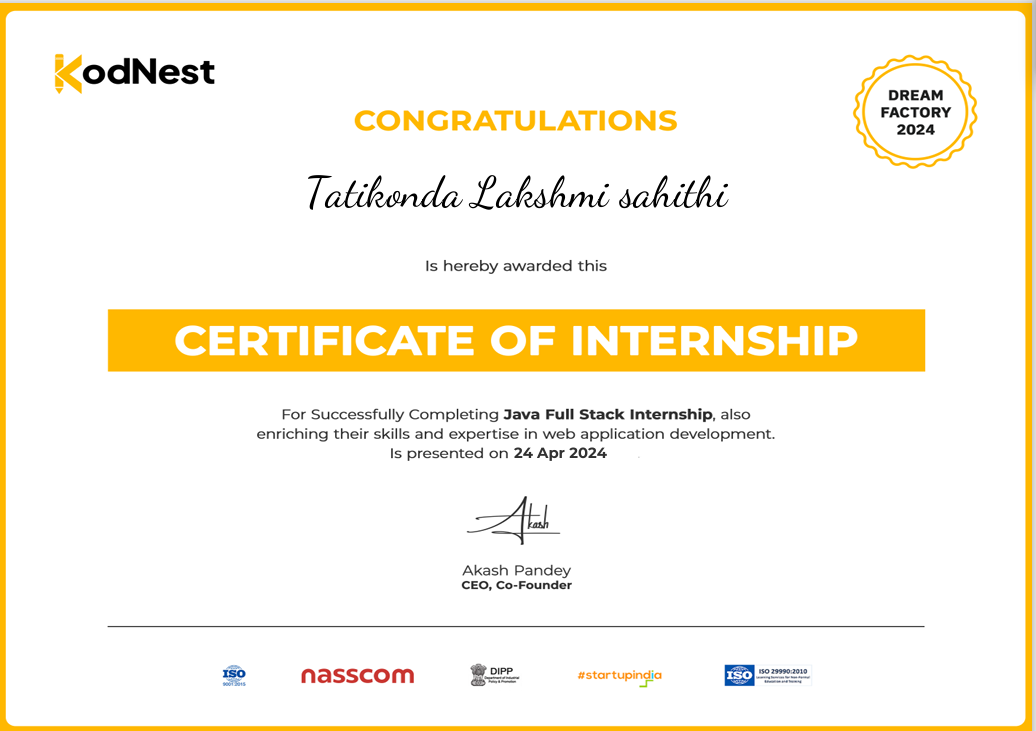 KodNest
DREAM
FACTORY
2024
CONGRATULATIONS
Tatikonda Lakshmi sahithi
Is hereby awarded this
CERTIFICATE OF INTERNSHIP
For Successfully Completing Java Full Stack Internship, also
enriching their skills and expertise in web application development.
Is presented on 24 Apr 2024
Akash
Akash Pandey
CEO, Co-Founder
ISO
9001:2015
nasscom
DIPP
Department of Industrial
Policy & Promotion
#startupindia
ISO
ISO 29990:2010
Learning Services for Non-Formal
Education and Training